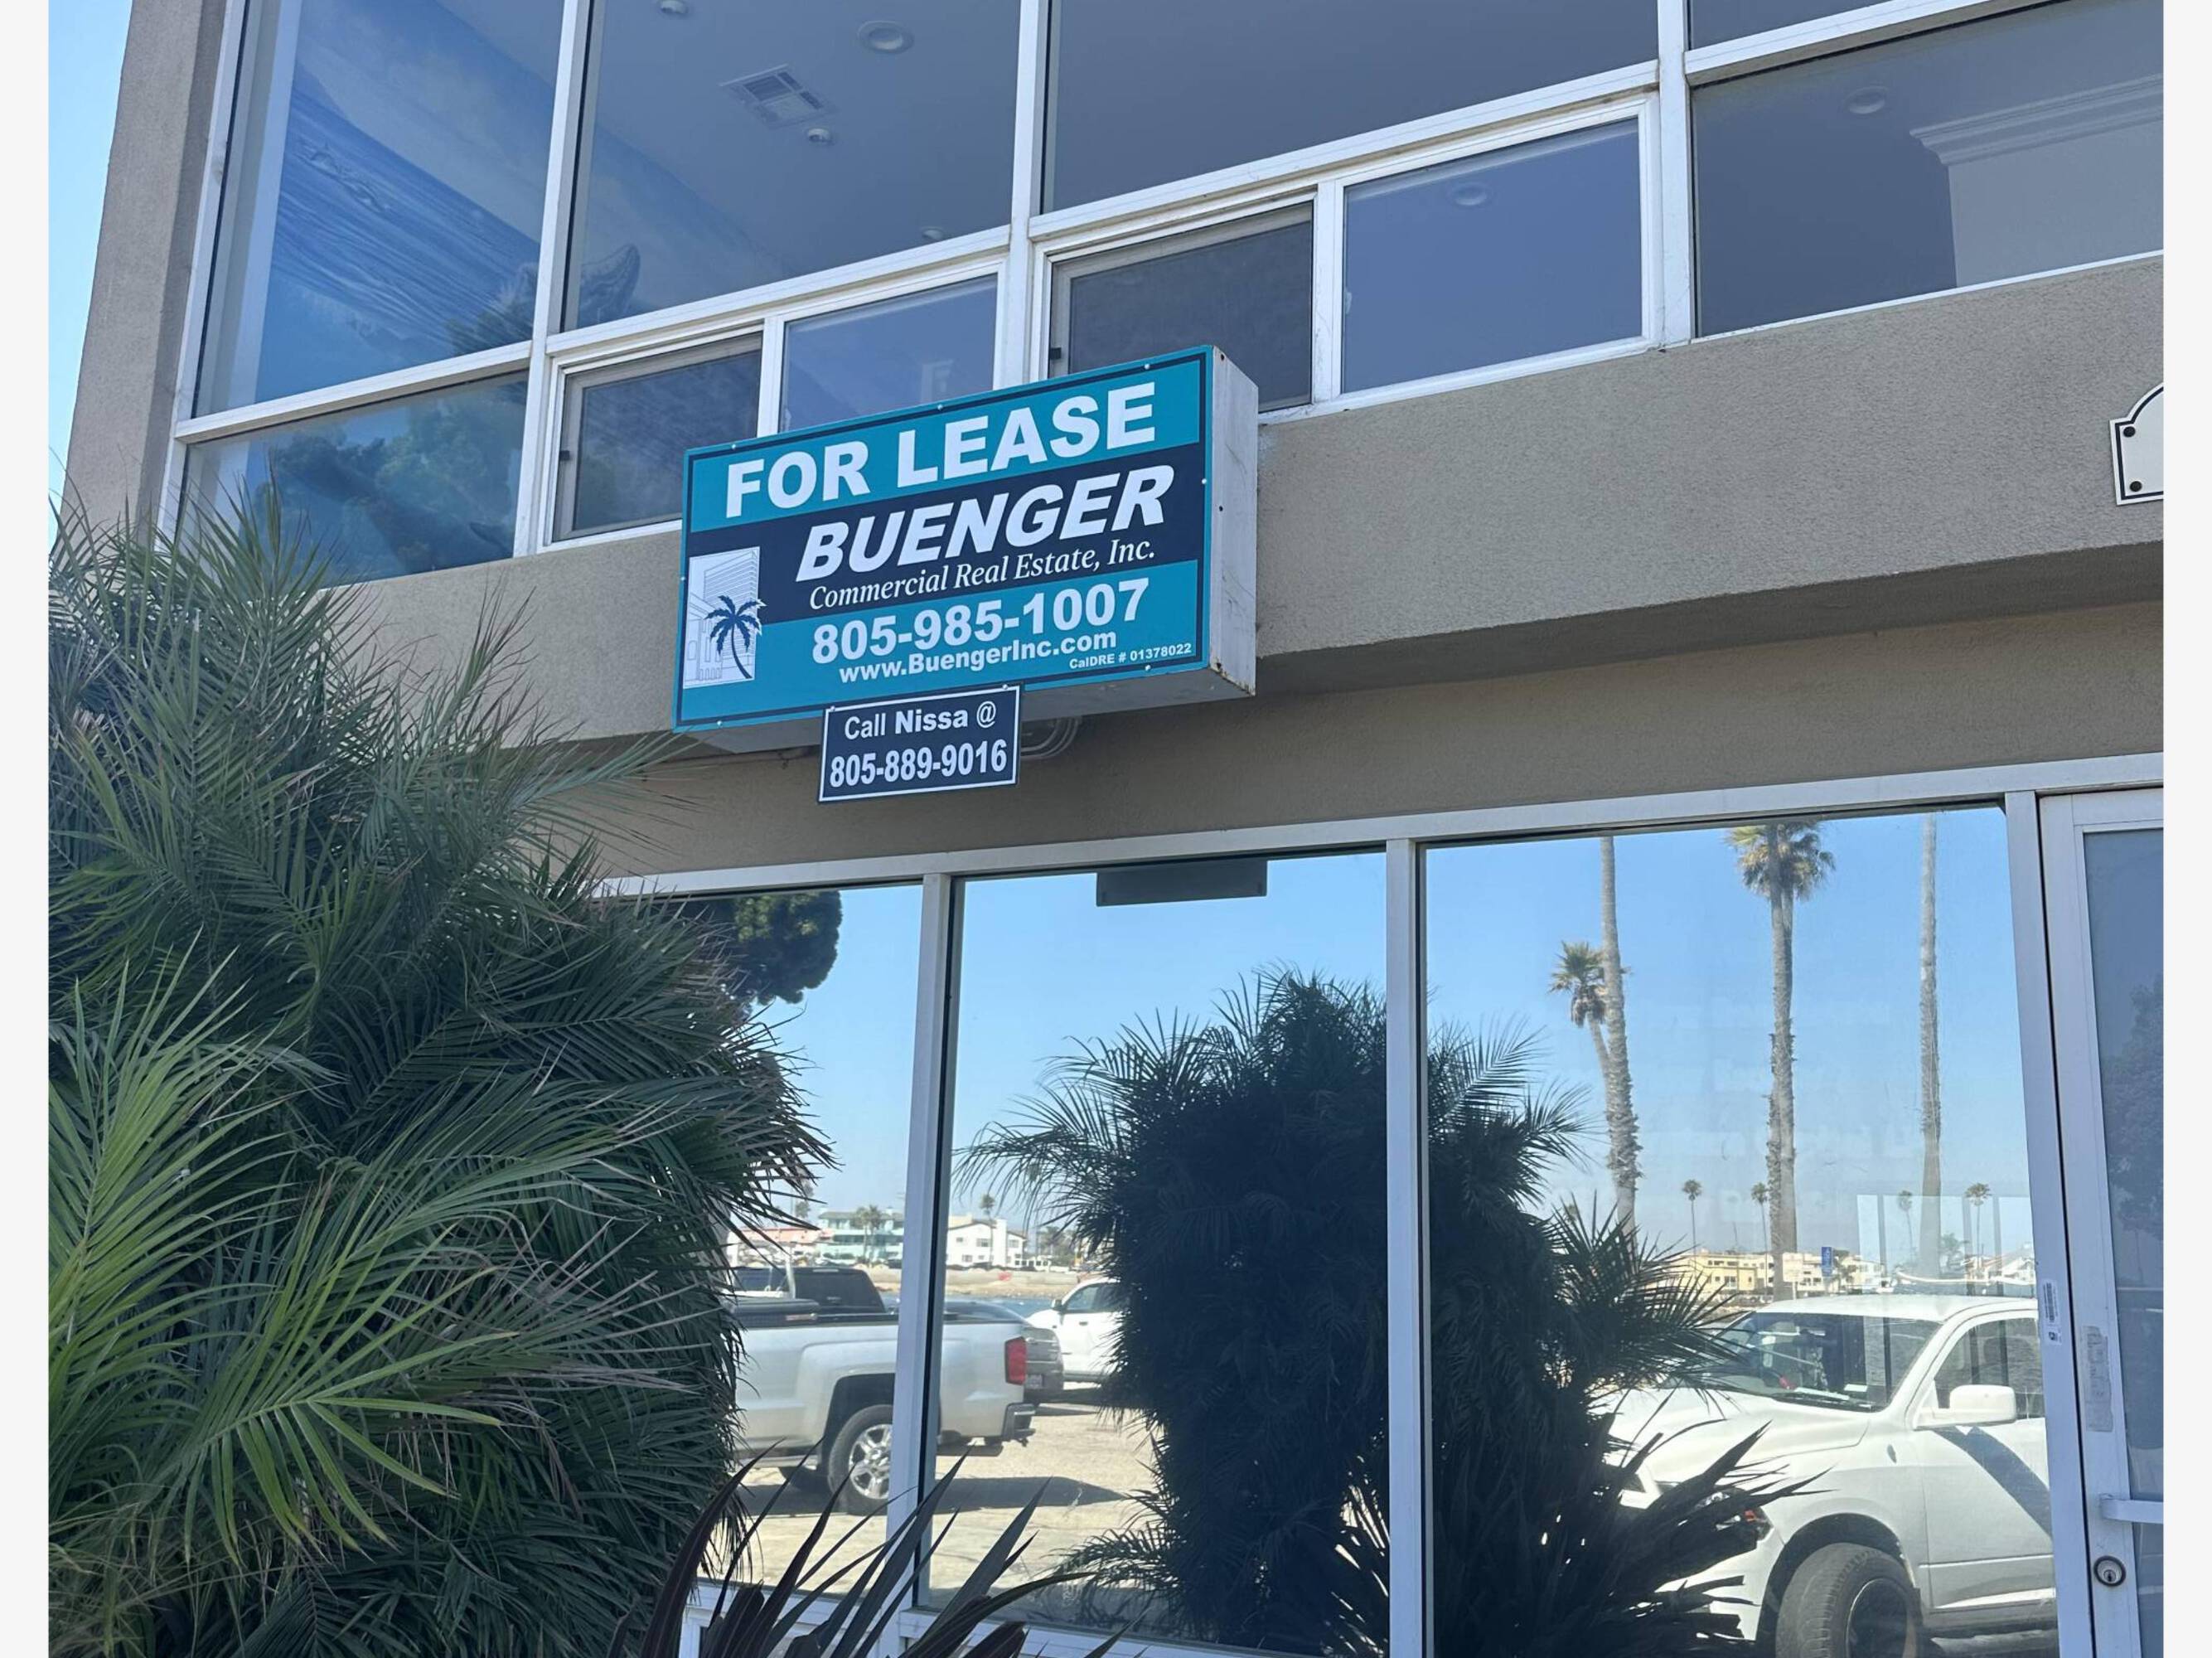 FOR LEASE
BUENGER
Commercial Real Estate, Inc.
805-985-1007
www.BuengerInc.com
CalDRE # 01378022
Call Nissa @
805-889-9016